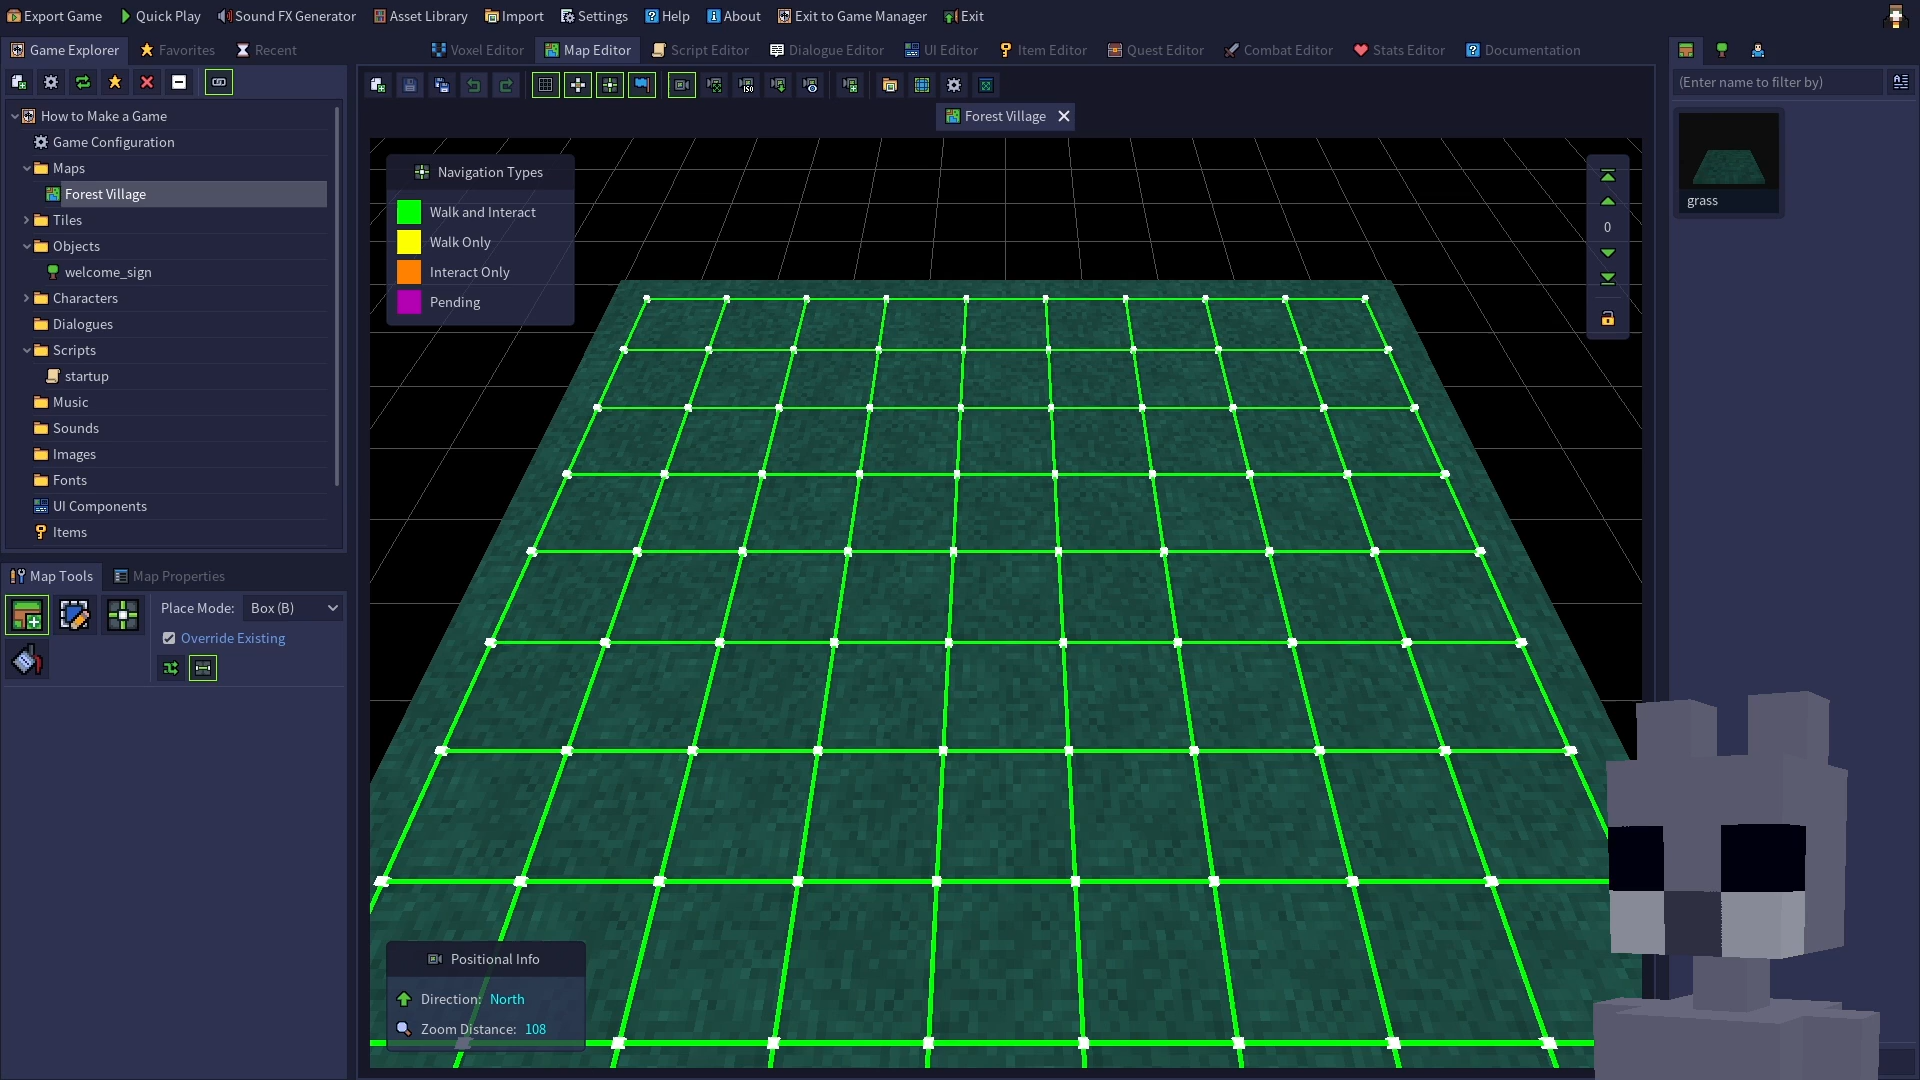 Export Game Quick Play Sound FX Generator Asset Library Import Settings Help About Exit to Game Manager Exit
Game Explorer Favorites Recent Voxel Editor Map Editor Script Editor Dialogue Editor UI Editor Item Editor Quest Editor Combat Editor Stats Editor Documentation
(Enter name to filter by)
Forest Village
How to Make a Game
Game Configuration
Maps
Forest Village
Tiles
Objects
welcome_sign
Characters
Dialogues
Scripts
startup
Music
Sounds
Images
Fonts
UI Components
Items
Map Tools Map Properties
Place Mode: Box (B)
Override Existing
ISO
Navigation Types
Walk and Interact
Walk Only
Interact Only
Pending
0
Positional Info
Direction: North
Zoom Distance: 108
grass